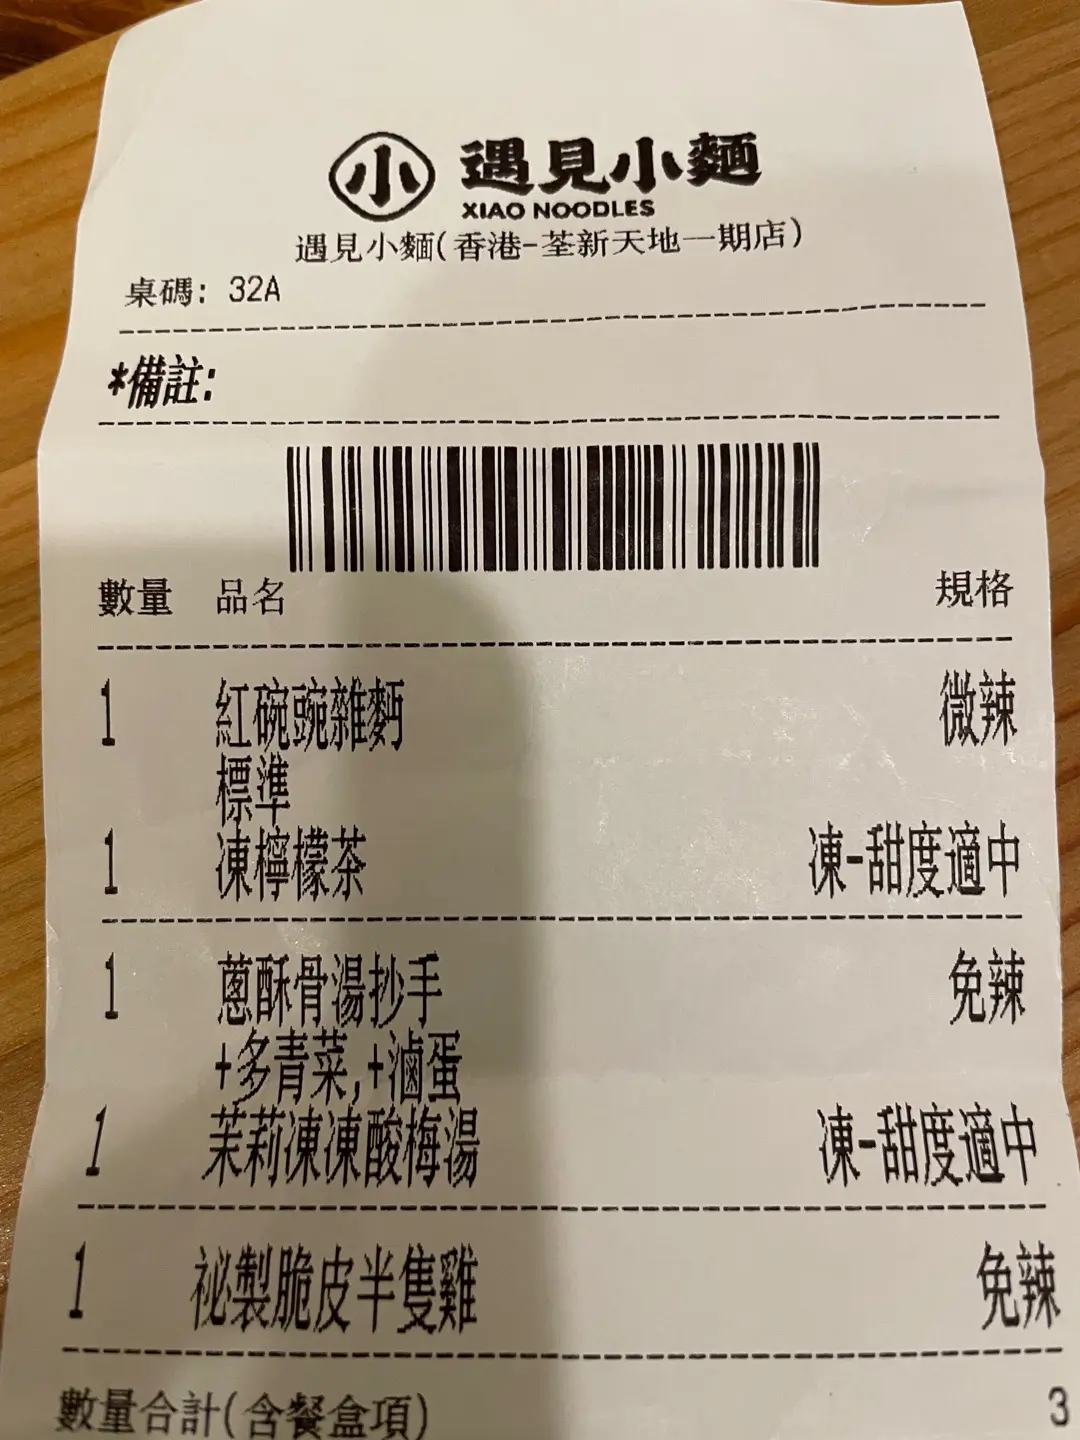 小 遇見小麵
XIAO NOODLES
遇見小麵(香港-荃新天地一期店)
桌碼: 32A
*備註:
數量 品名 規格
1 紅碗豌雜麪 微辣
標準
1 凍檸檬茶 凍-甜度適中
1 蔥酥骨湯抄手 免辣
+多青菜,+滷蛋
1 茉莉凍凍酸梅湯 凍-甜度適中
1 祕製脆皮半隻雞 免辣
數量合計(含餐盒項) 3